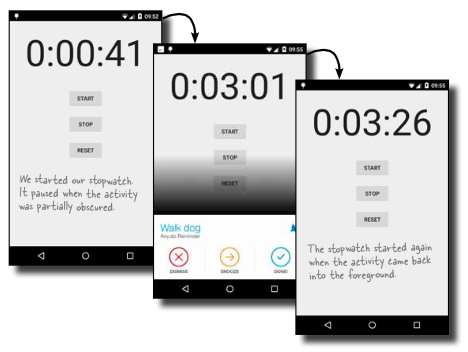 09:52
0:00:41
START
STOP
RESET
We started our stopwatch.
It paused when the activity
was partially obscured.
09:55
0:03:01
START
STOP
RESET
Walk dog
Any.do Reminder
DISMISS
SNOOZE
DONE!
09:55
0:03:26
START
STOP
RESET
The stopwatch started again
when the activity came back
into the foreground.